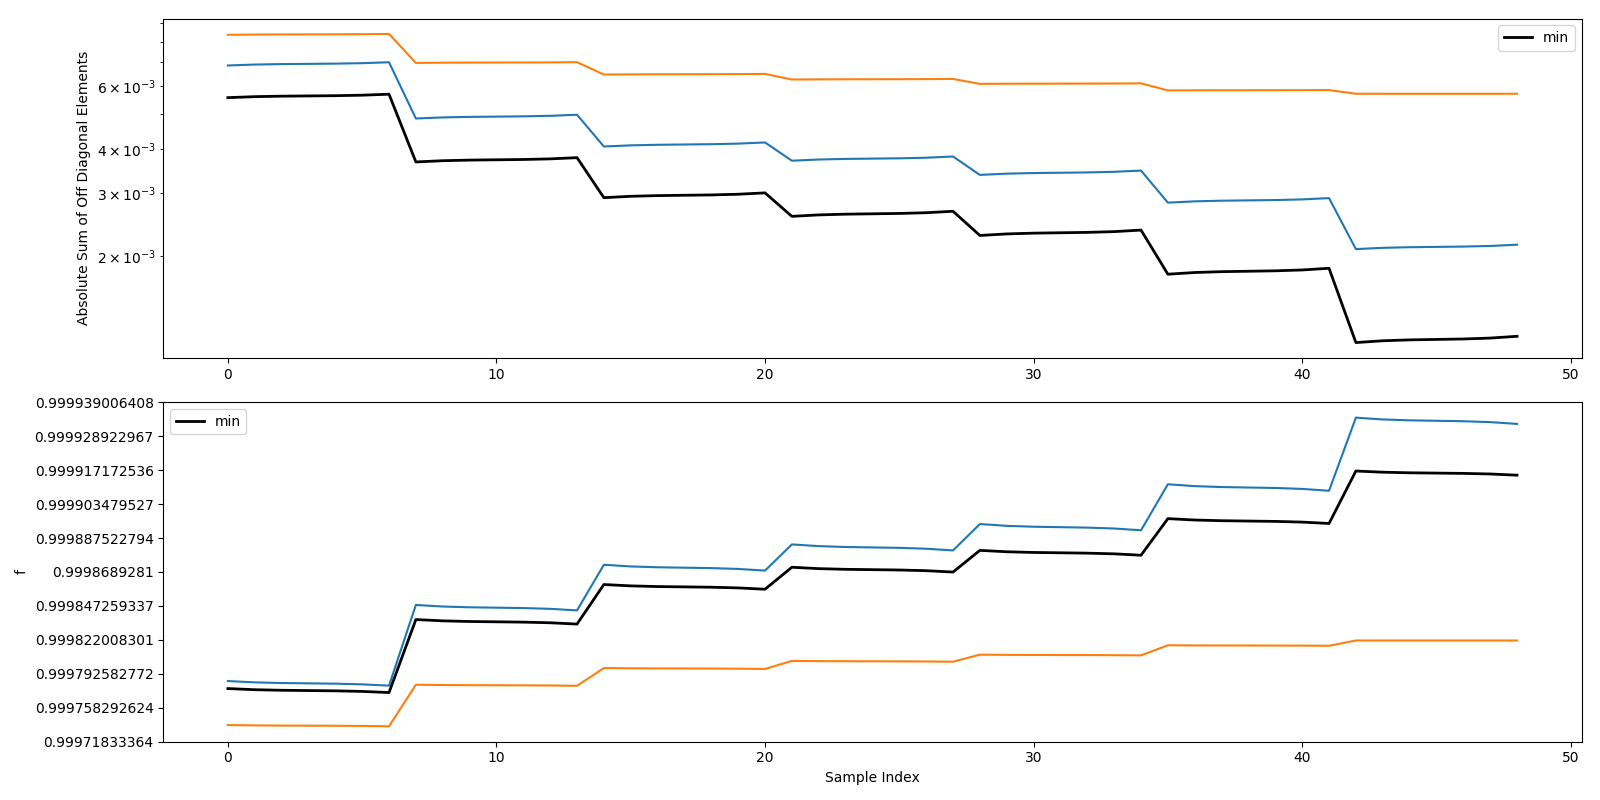 Absolute Sum of Off Diagonal Elements
6 × 10⁻³
4 × 10⁻³
3 × 10⁻³
2 × 10⁻³
min
0 10 20 30 40 50
f
0.999939006408
0.999928922967
0.999917172536
0.999903479527
0.999887522794
0.9998689281
0.999847259337
0.999822008301
0.999792582772
0.999758292624
0.99971833364
min
0 10 20 30 40 50
Sample Index